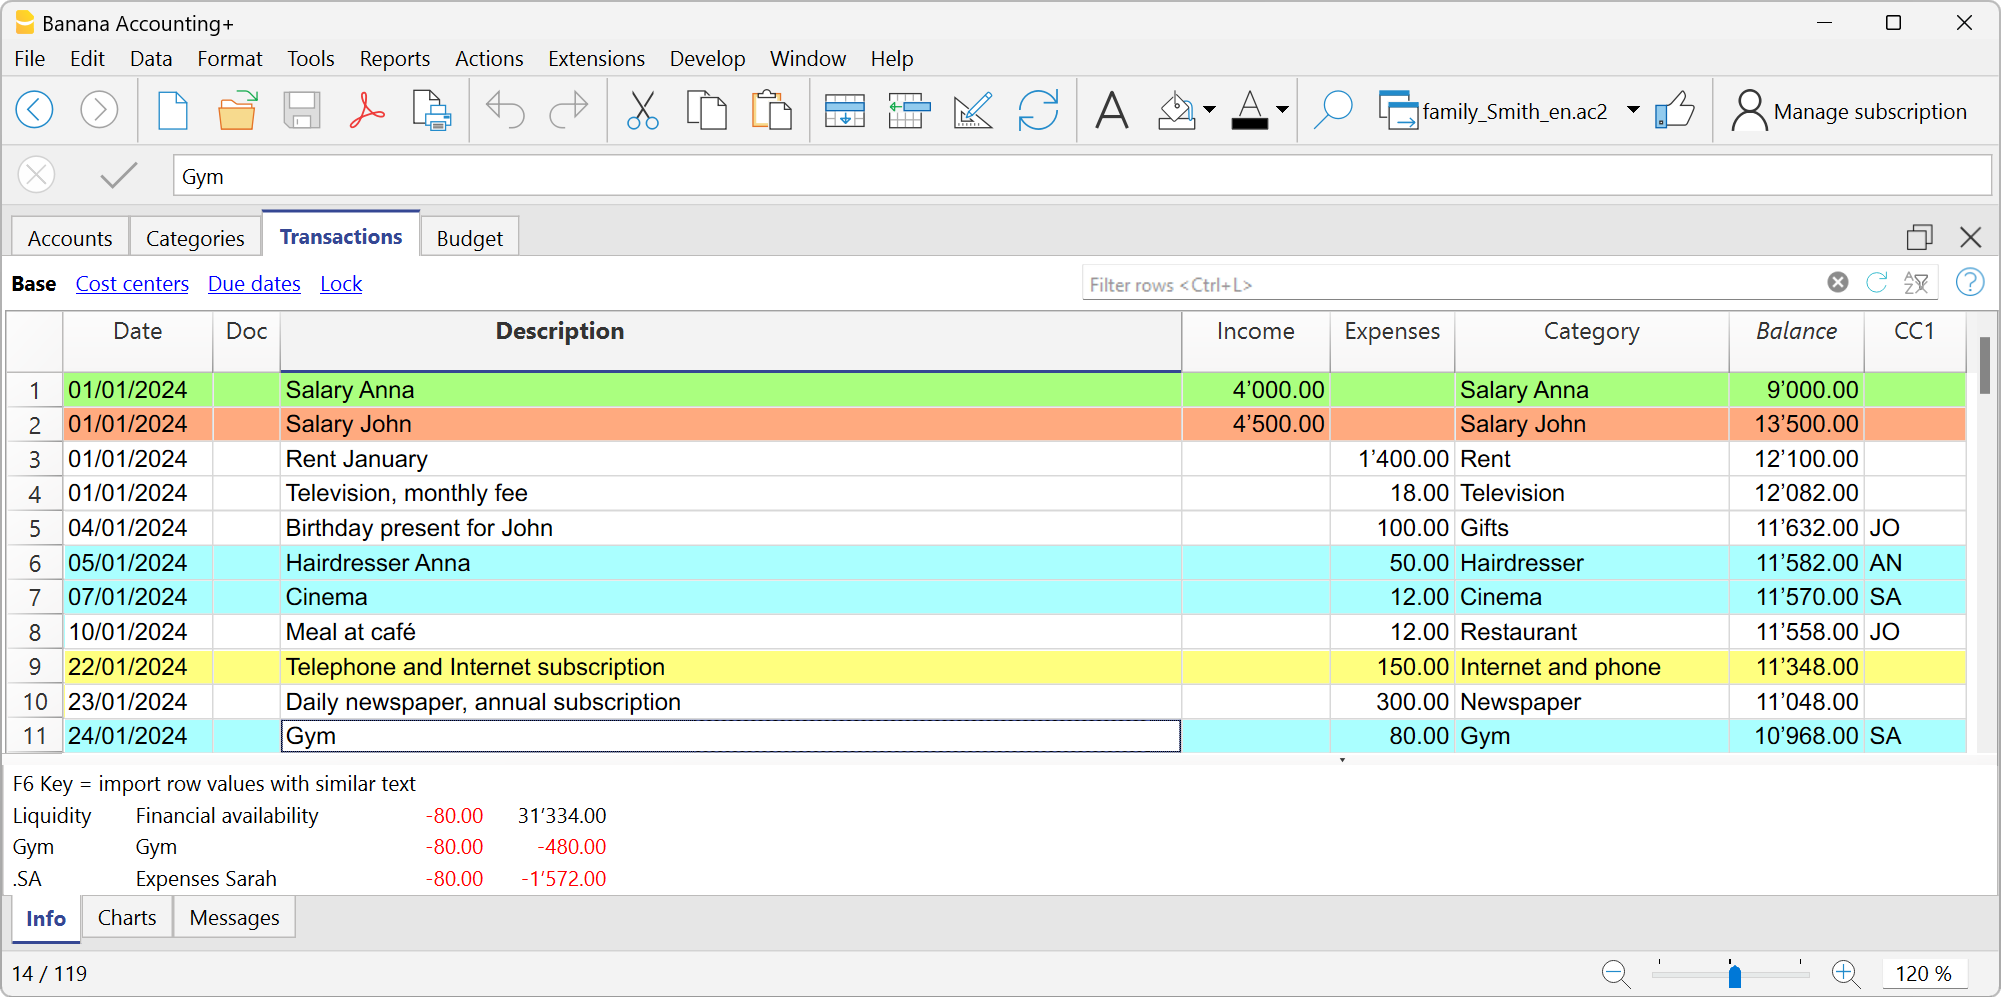 Banana Accounting+
File Edit Data Format Tools Reports Actions Extensions Develop Window Help
family_Smith_en.ac2 Manage subscription
Gym
Accounts Categories Transactions Budget
Base Cost centers Due dates Lock Filter rows <Ctrl+L>
Date Doc Description Income Expenses Category Balance CC1
1 01/01/2024 Salary Anna 4’000.00 Salary Anna 9’000.00
2 01/01/2024 Salary John 4’500.00 Salary John 13’500.00
3 01/01/2024 Rent January 1’400.00 Rent 12’100.00
4 01/01/2024 Television, monthly fee 18.00 Television 12’082.00
5 04/01/2024 Birthday present for John 100.00 Gifts 11’632.00 JO
6 05/01/2024 Hairdresser Anna 50.00 Hairdresser 11’582.00 AN
7 07/01/2024 Cinema 12.00 Cinema 11’570.00 SA
8 10/01/2024 Meal at café 12.00 Restaurant 11’558.00 JO
9 22/01/2024 Telephone and Internet subscription 150.00 Internet and phone 11’348.00
10 23/01/2024 Daily newspaper, annual subscription 300.00 Newspaper 11’048.00
11 24/01/2024 Gym 80.00 Gym 10’968.00 SA
F6 Key = import row values with similar text
Liquidity Financial availability -80.00 31’334.00
Gym Gym -80.00 -480.00
.SA Expenses Sarah -80.00 -1’572.00
Info Charts Messages
14 / 119 120 %